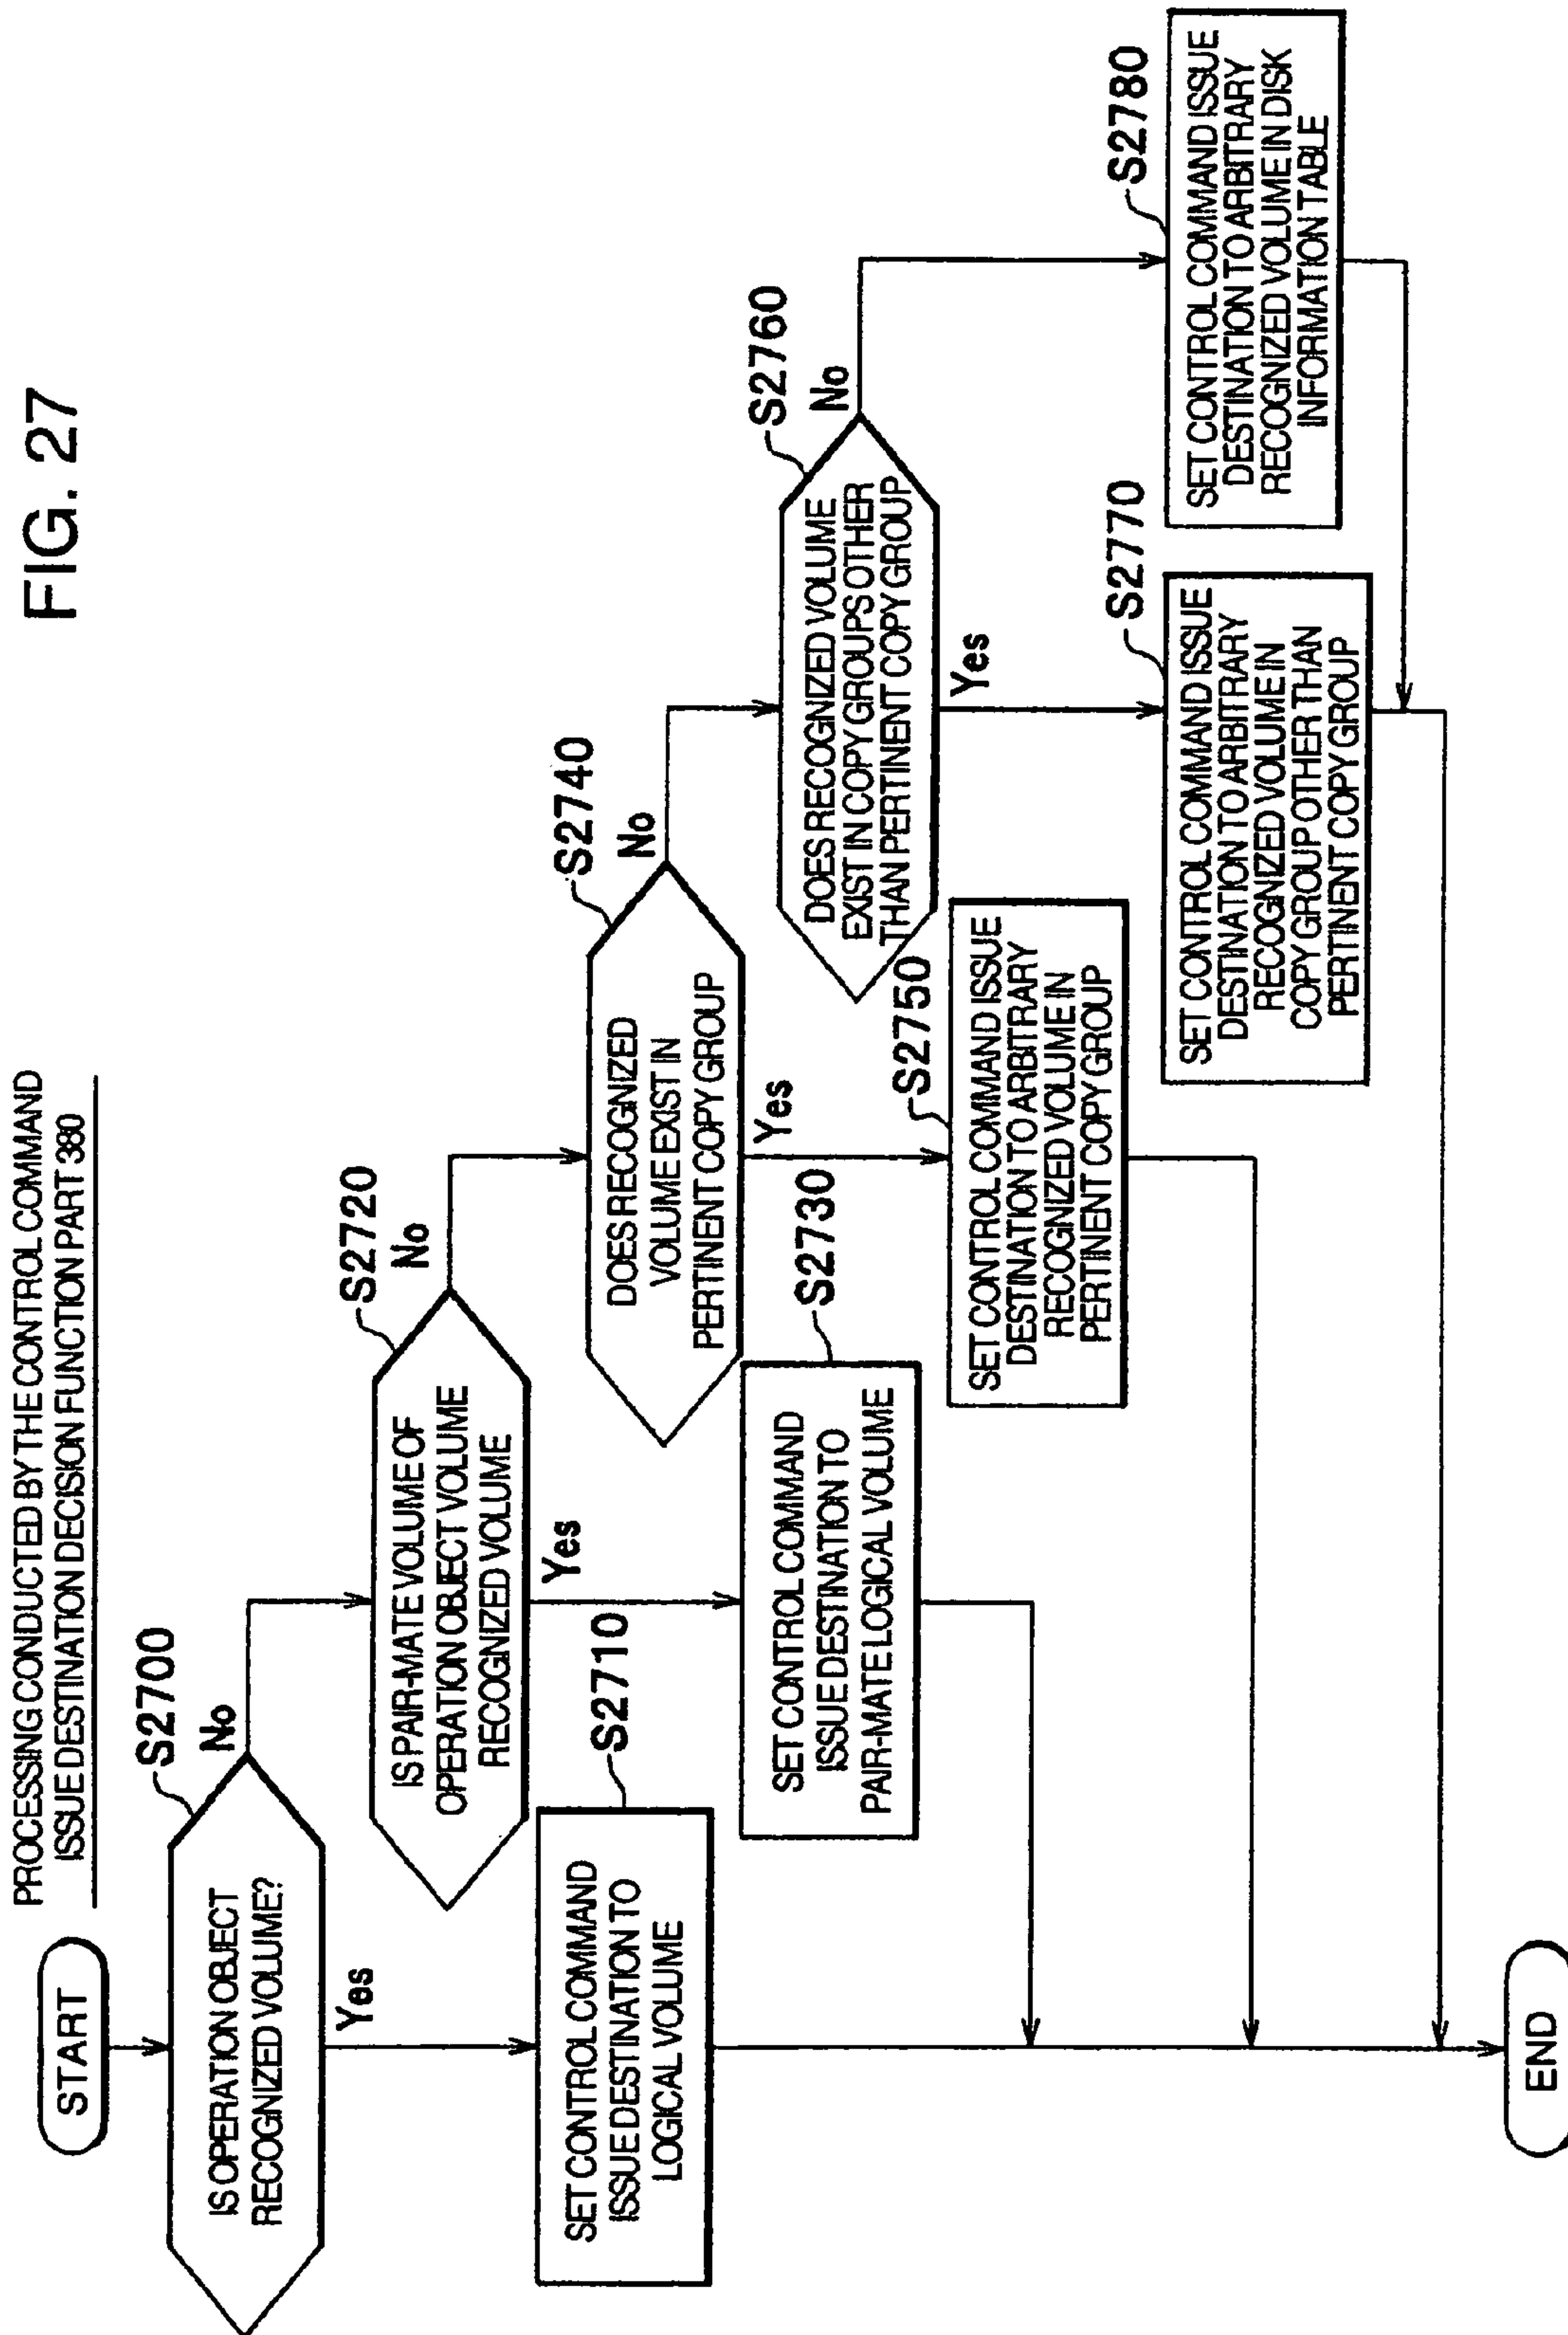 FIG. 27
PROCESSING CONDUCTED BY THE CONTROL COMMAND
ISSUE DESTINATION DECISION FUNCTION PART 380
START
S2700
IS OPERATION OBJECT
RECOGNIZED VOLUME?
No
Yes
S2710
SET CONTROL COMMAND
ISSUE DESTINATION TO
LOGICAL VOLUME
S2720
IS PAIR-MATE VOLUME OF
OPERATION OBJECT VOLUME
RECOGNIZED VOLUME
No
Yes
S2730
SET CONTROL COMMAND
ISSUE DESTINATION TO
PAIR-MATE LOGICAL VOLUME
S2740
DOES RECOGNIZED
VOLUME EXIST IN
PERTINENT COPY GROUP
No
Yes
S2750
SET CONTROL COMMAND ISSUE
DESTINATION TO ARBITRARY
RECOGNIZED VOLUME IN
PERTINENT COPY GROUP
S2760
DOES RECOGNIZED VOLUME
EXIST IN COPY GROUPS OTHER
THAN PERTINENT COPY GROUP
No
Yes
S2770
SET CONTROL COMMAND ISSUE
DESTINATION TO ARBITRARY
RECOGNIZED VOLUME IN
COPY GROUP OTHER THAN
PERTINENT COPY GROUP
S2780
SET CONTROL COMMAND ISSUE
DESTINATION TO ARBITRARY
RECOGNIZED VOLUME IN DISK
INFORMATION TABLE
END